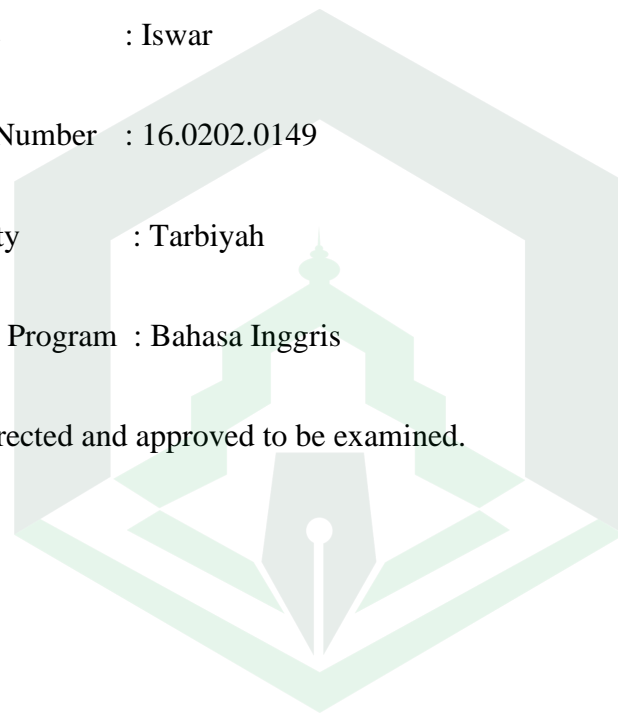 : Iswar
Number : 16.0202.0149
ty : Tarbiyah
Program : Bahasa Inggris
rected and approved to be examined.